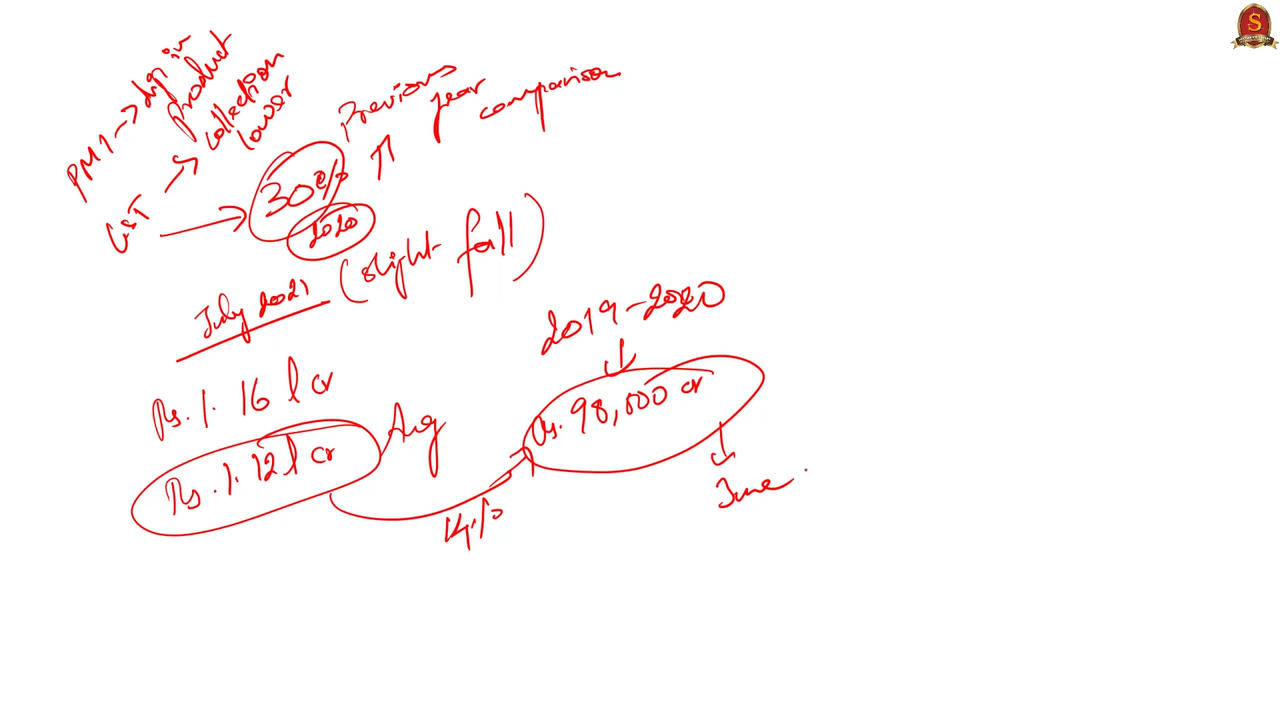 PMI → dip in
product
GST → collection
lower
→ 30%
2020
Previous
year
comparison
July 2021 (slight fall)
Rs. 1.16 l cr
Rs. 1.12 l cr
Aug
14%
2019-2020
Rs. 98,000 cr
June
S